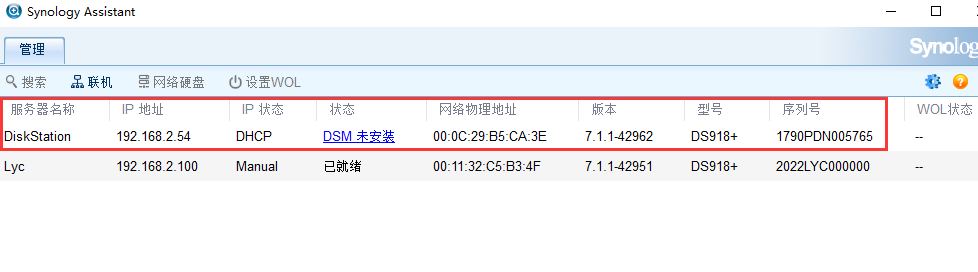 Synology Assistant
管理
Synolog
搜索 联机 网络硬盘 设置WOL
服务器名称 IP 地址 IP 状态 状态 网络物理地址 版本 型号 序列号 WOL状态
DiskStation 192.168.2.54 DHCP DSM 未安装 00:0C:29:B5:CA:3E 7.1.1-42962 DS918+ 1790PDN005765 --
Lyc 192.168.2.100 Manual 已就绪 00:11:32:C5:B3:4F 7.1.1-42951 DS918+ 2022LYC000000 --